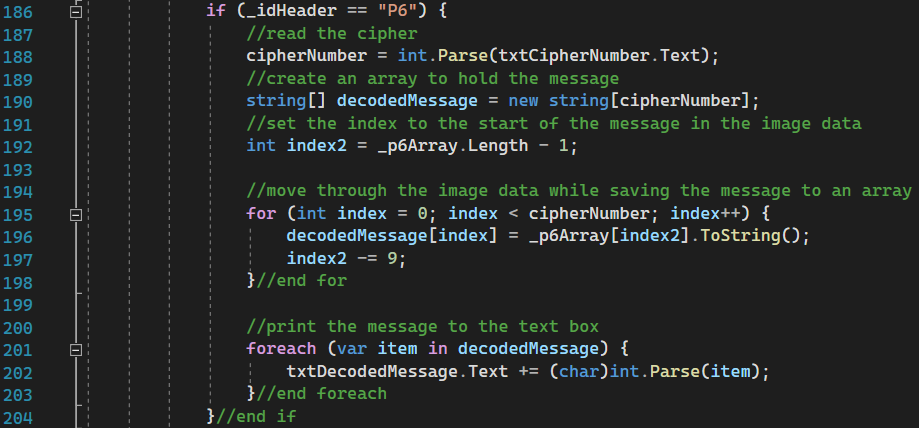 186 if (_idHeader == "P6") {
187 //read the cipher
188 cipherNumber = int.Parse(txtCipherNumber.Text);
189 //create an array to hold the message
190 string[] decodedMessage = new string[cipherNumber];
191 //set the index to the start of the message in the image data
192 int index2 = _p6Array.Length - 1;
193
194 //move through the image data while saving the message to an array
195 for (int index = 0; index < cipherNumber; index++) {
196 decodedMessage[index] = _p6Array[index2].ToString();
197 index2 -= 9;
198 }//end for
199
200 //print the message to the text box
201 foreach (var item in decodedMessage) {
202 txtDecodedMessage.Text += (char)int.Parse(item);
203 }//end foreach
204 }//end if